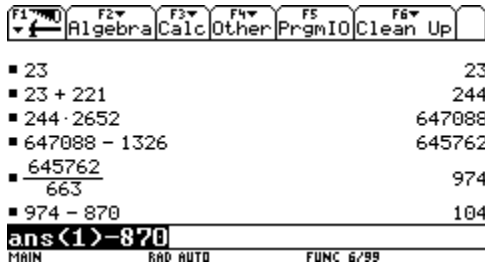 F1 F2 F3 F4 F5 F6
Algebra Calc Other PrgmIO Clean Up
23 23
23 + 221 244
244·2652 647088
647088 - 1326 645762
645762
663 974
974 - 870 104
ans(1)-870
MAIN RAD AUTO FUNC 6/99